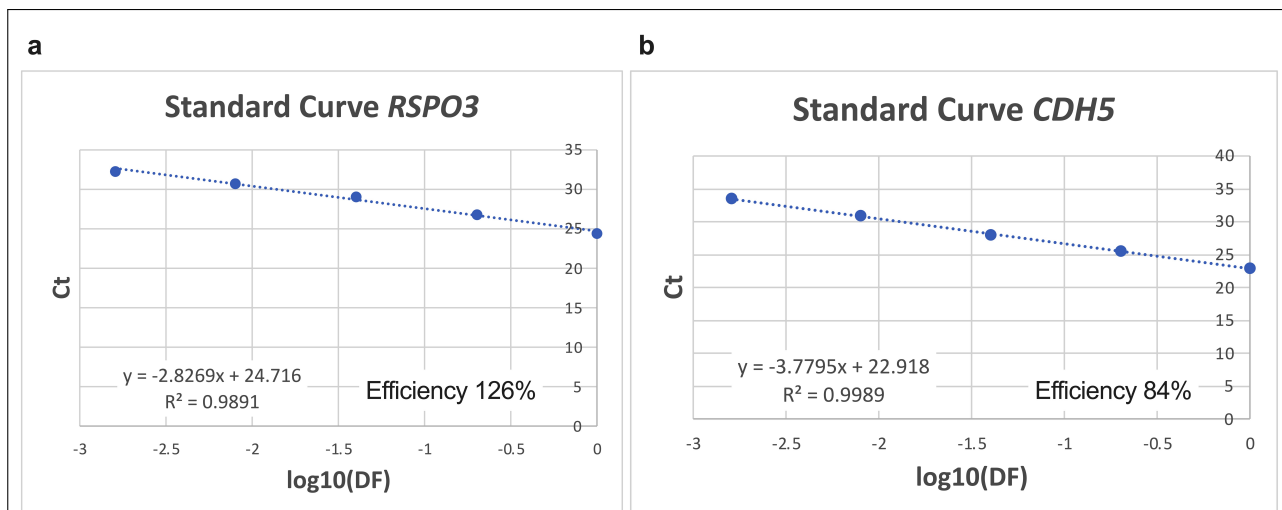 a
Standard Curve RSPO3
35
30
25
20
15
10
5
0
Ct
y = -2.8269x + 24.716
R² = 0.9891
Efficiency 126%
-3 -2.5 -2 -1.5 -1 -0.5 0
log10(DF)
b
Standard Curve CDH5
40
35
30
25
20
15
10
5
0
Ct
y = -3.7795x + 22.918
R² = 0.9989
Efficiency 84%
-3 -2.5 -2 -1.5 -1 -0.5 0
log10(DF)